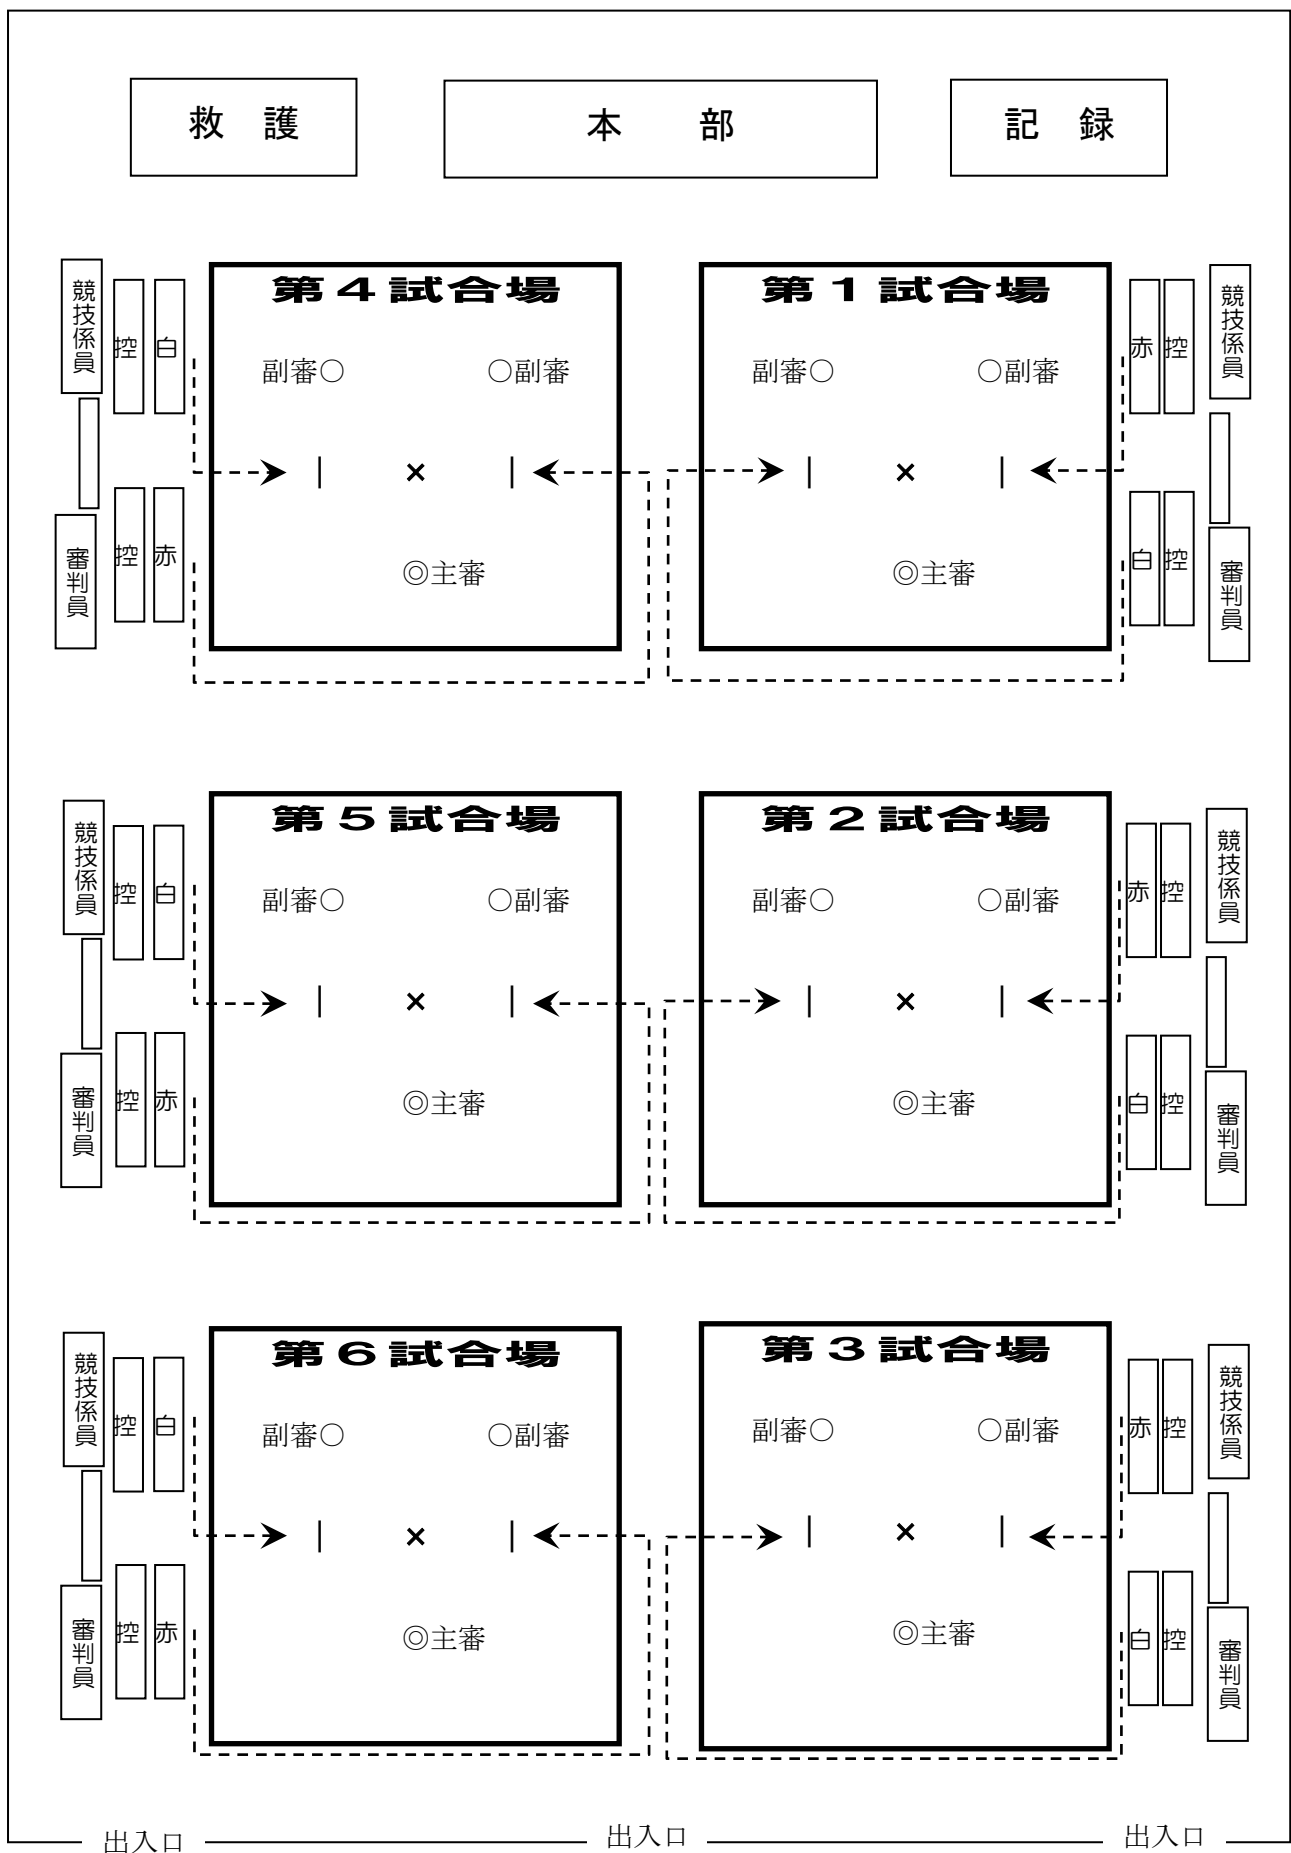 救　護
本　　部
記　録
第４試合場
第１試合場
競技係員
控
白
赤
控
競技係員
副審○
○副審
副審○
○副審
×
×
審判員
控
赤
白
控
審判員
◎主審
◎主審
第５試合場
第２試合場
競技係員
控
白
赤
控
競技係員
副審○
○副審
副審○
○副審
×
×
審判員
控
赤
白
控
審判員
◎主審
◎主審
第６試合場
第３試合場
競技係員
控
白
赤
控
競技係員
副審○
○副審
副審○
○副審
×
×
審判員
控
赤
白
控
審判員
◎主審
◎主審
出入口
出入口
出入口